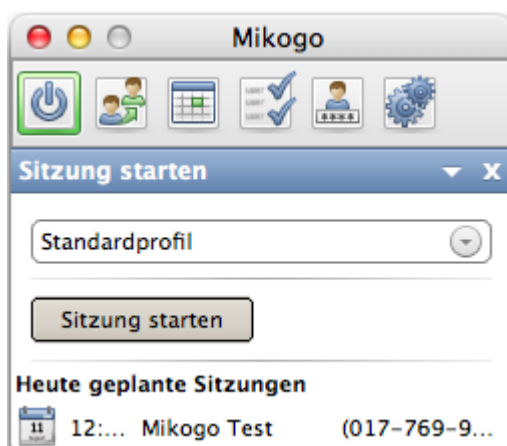 Mikogo
Sitzung starten
Standardprofil
Sitzung starten
Heute geplante Sitzungen
11 12:... Mikogo Test (017-769-9...